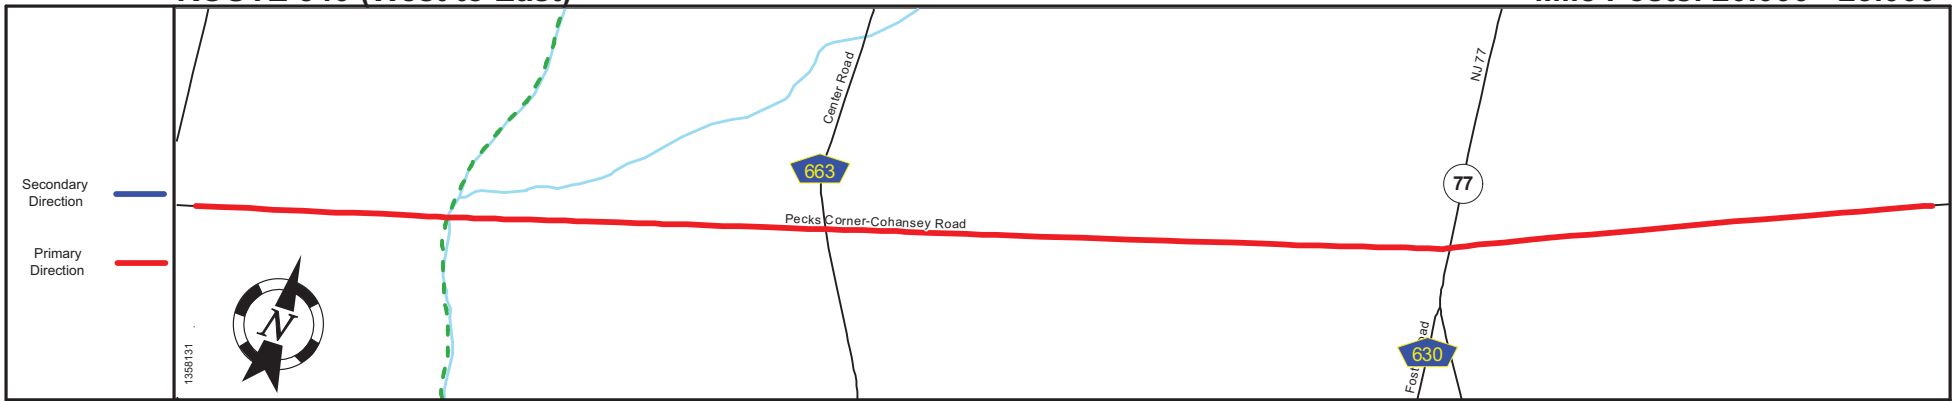 Secondary
Direction
Primary
Direction
1358131
N
Center Road
663
Pecks Corner-Cohansey Road
NJ 77
77
630